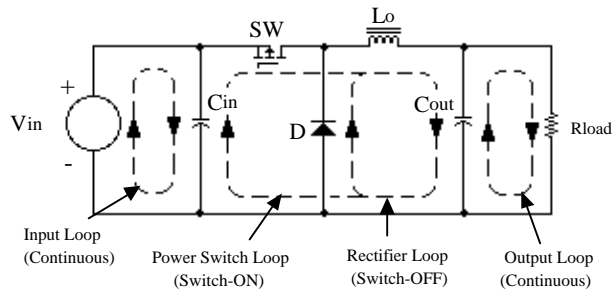 SW
Lo
+
Vin
-
Cin
D
Cout
Rload
Input Loop
(Continuous)
Power Switch Loop
(Switch-ON)
Rectifier Loop
(Switch-OFF)
Output Loop
(Continuous)